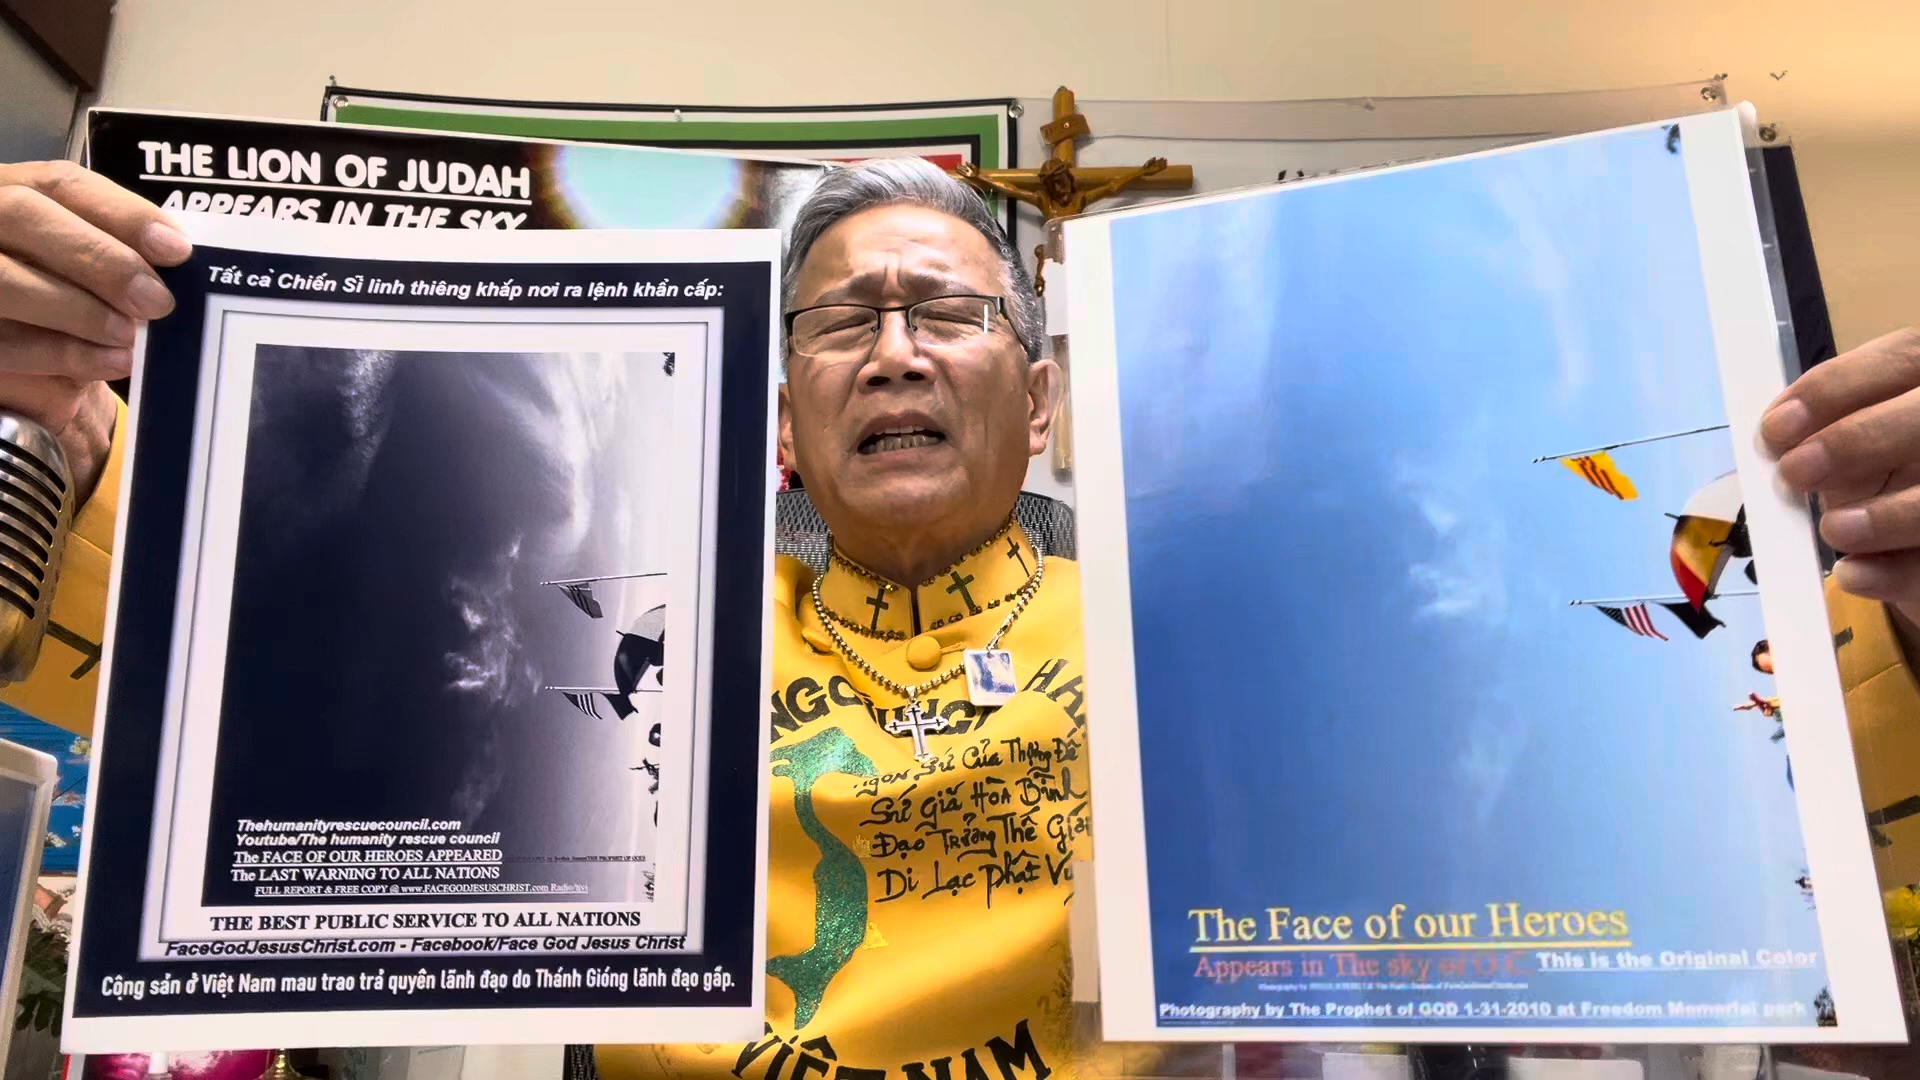 THE LION OF JUDAH
APPEARS IN THE SKY
Tất cả Chiến Sĩ linh thiêng khắp nơi ra lệnh khẩn cấp:
Thehumanityrescuecouncil.com
Youtube/The humanity rescue council
The FACE OF OUR HEROES APPEARED
The LAST WARNING TO ALL NATIONS
FULL REPORT & FREE COPY @ www.FACEGODJESUSCHRIST.com Radio/tivi
THE BEST PUBLIC SERVICE TO ALL NATIONS
FaceGodJesusChrist.com - Facebook/Face God Jesus Christ
Cộng sản ở Việt Nam mau trao trả quyền lãnh đạo do Thánh Gióng lãnh đạo gấp.
Sứ Của Thượng Đế
Sứ Giả HÒA Bình
Đạo Trưởng Thế Giới
Di Lạc Phật Vư
VIỆT NAM
The Face of our Heroes
Appears in The sky of O.C.
This is the Original Color
Photography by The Prophet of GOD 1-31-2010 at Freedom Memorial park